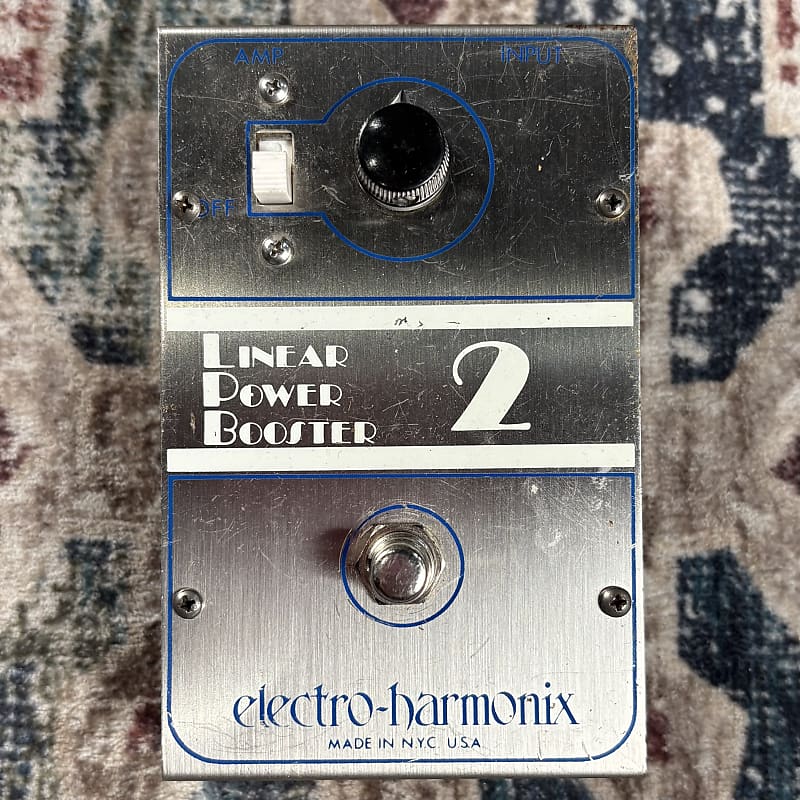 AMP INPUT
OFF
LINEAR
POWER
BOOSTER
2
electro-harmonix
MADE IN N.Y.C. U.S.A